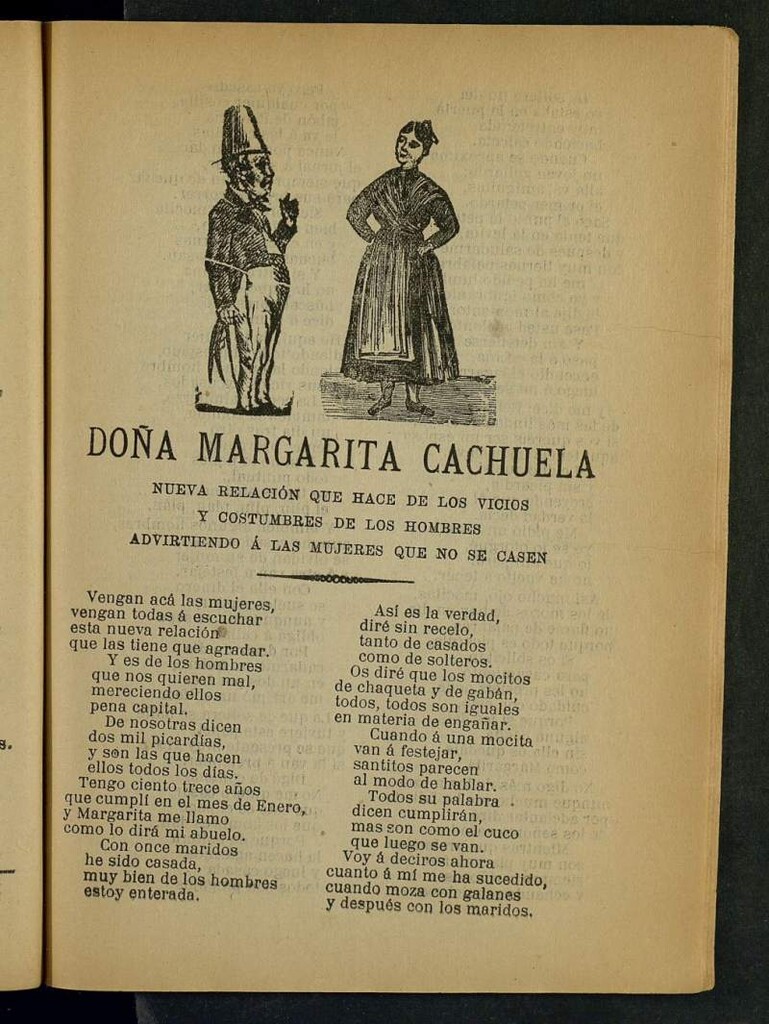 DOÑA MARGARITA CACHUELA
NUEVA RELACIÓN QUE HACE DE LOS VICIOS
Y COSTUMBRES DE LOS HOMBRES
ADVIRTIENDO Á LAS MUJERES QUE NO SE CASEN
Vengan acá las mujeres,
vengan todas á escuchar
esta nueva relación
que las tiene que agradar.
Y es de los hombres
que nos quieren mal,
mereciendo ellos
pena capital.
De nosotras dicen
dos mil picardías,
y son las que hacen
ellos todos los días.
Tengo ciento trece años
que cumplí en el mes de Enero,
y Margarita me llamo
como lo dirá mi abuelo.
Con once maridos
he sido casada,
muy bien de los hombres
estoy enterada.
Así es la verdad,
diré sin recelo,
tanto de casados
como de solteros.
Os diré que los mocitos
de chaqueta y de gabán,
todos, todos son iguales
en materia de engañar.
Cuando á una mocita
van á festejar,
santitos parecen
al modo de hablar.
Todos su palabra
dicen cumplirán,
mas son como el cuco
que luego se van.
Voy á deciros ahora
cuanto á mí me ha sucedido,
cuando moza con galanes
y después con los maridos.